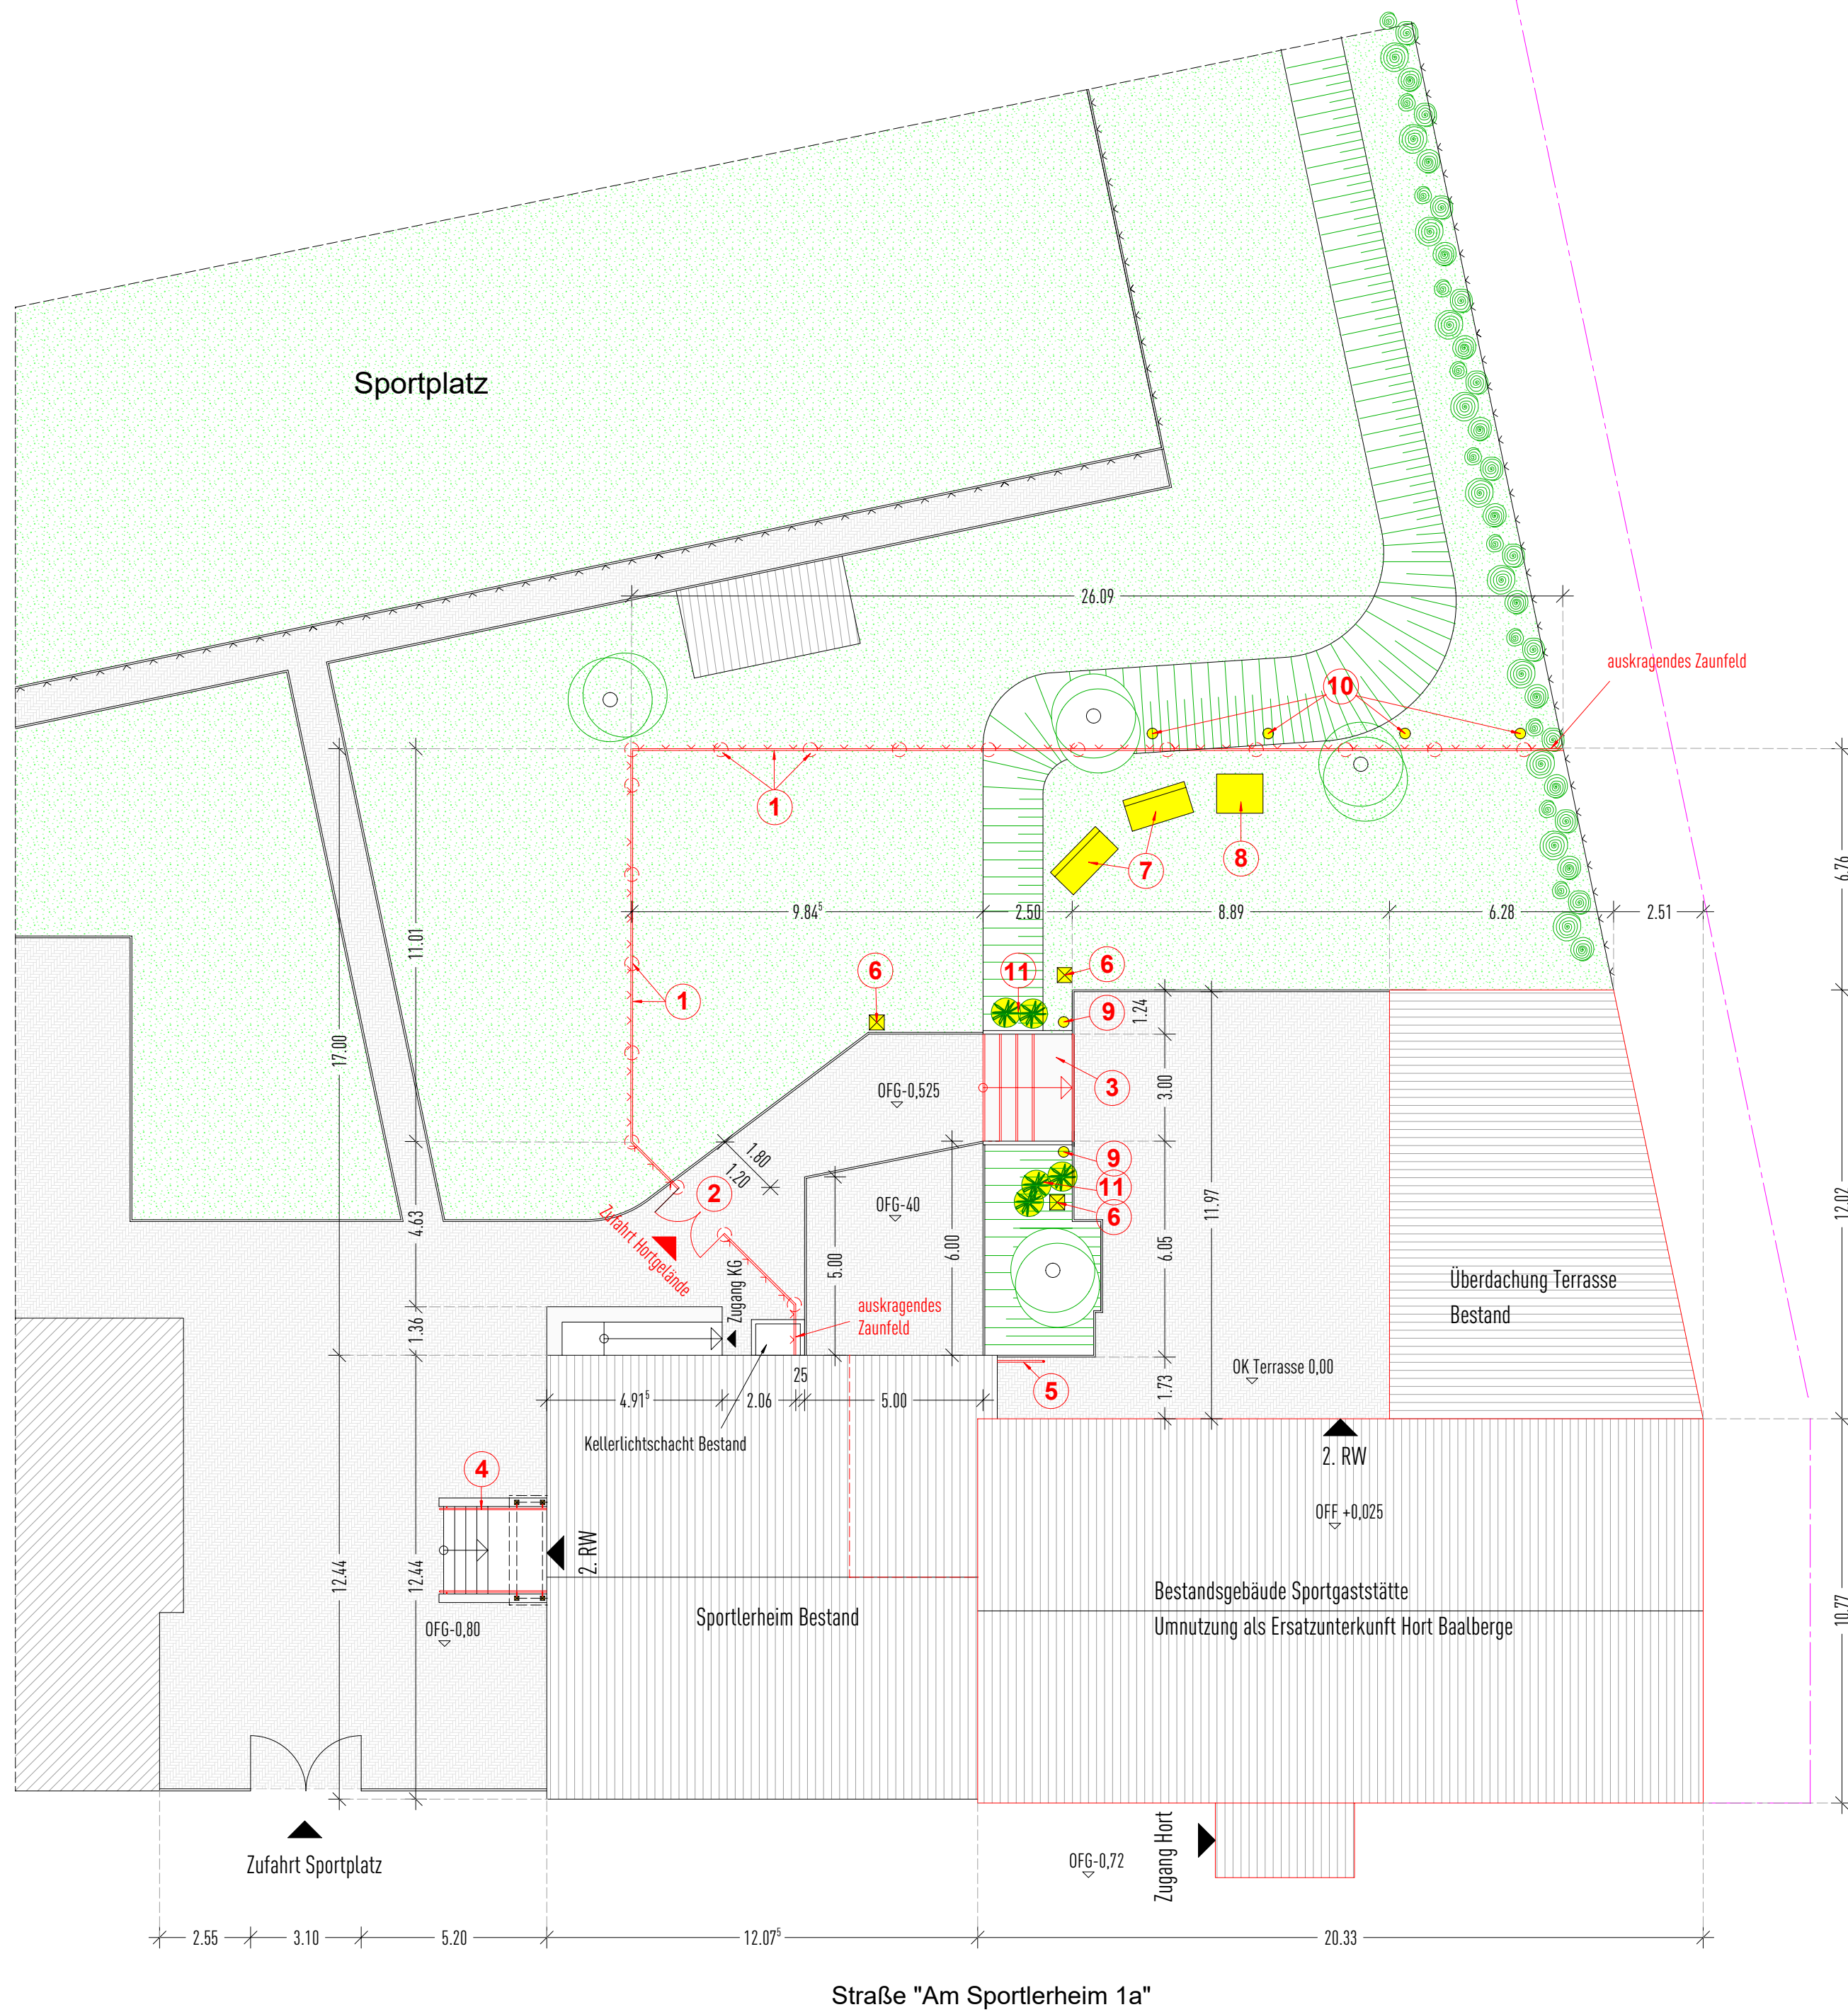 Sportplatz
26.09
auskragendes Zaunfeld
10
1
7
8
6.76
9.84⁵
2.50
8.89
6.28
2.51
11.01
17.00
6
11
6
9
1
1.24
3
3.00
OFG-0,525
1.80
1.20
2
Zufahrt Hortgelände
9
11
6
OFG-40
11.97
12.02
4.63
5.00
6.00
6.05
Zugang KG
Überdachung Terrasse
Bestand
auskragendes
Zaunfeld
1.36
25
OK Terrasse 0,00
5
1.73
4.91⁵
2.06
5.00
Kellerlichtschacht Bestand
2. RW
4
2. RW
OFF +0,025
12.44
12.44
Bestandsgebäude Sportgaststätte
Umnutzung als Ersatzunterkunft Hort Baalberge
Sportlerheim Bestand
10.77
OFG-0,80
Zugang Hort
OFG-0,72
Zufahrt Sportplatz
2.55
3.10
5.20
12.07⁵
20.33
Straße "Am Sportlerheim 1a"